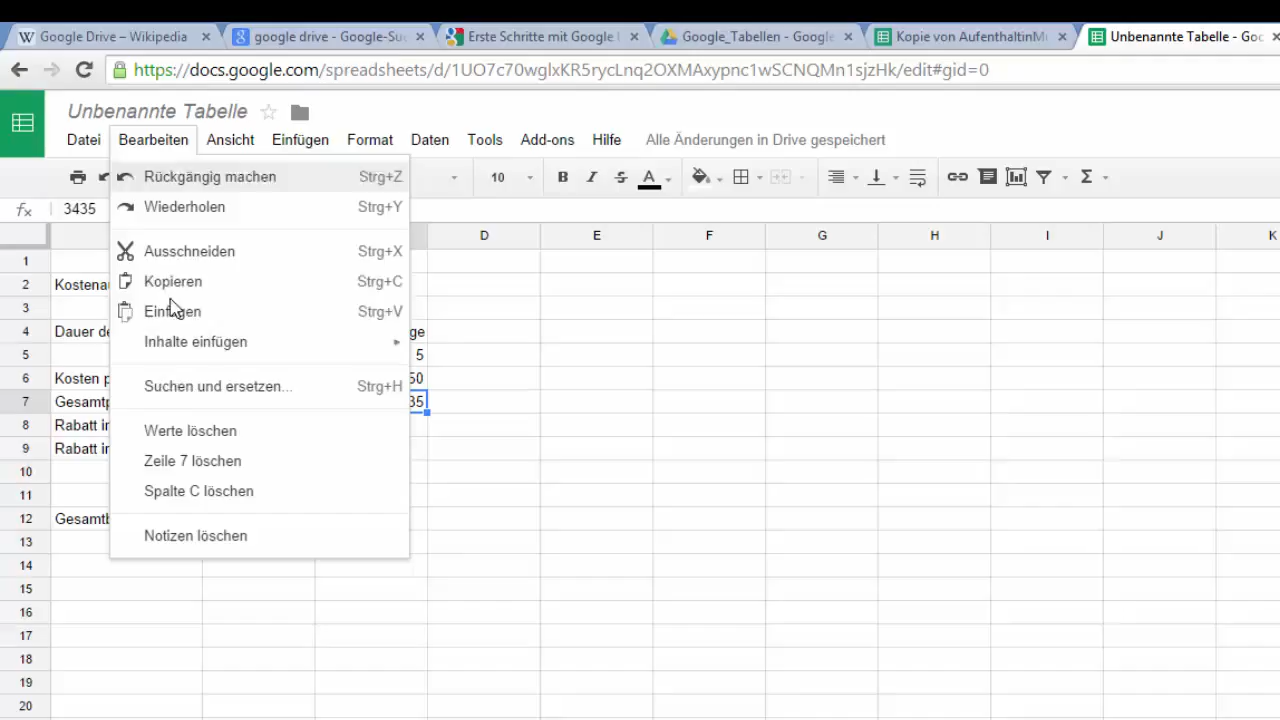 Google Drive – Wikipedia × google drive - Google-Su × Erste Schritte mit Google × Google_Tabellen - Google × Kopie von AufenthaltinM × Unbenannte Tabelle - Goo ×
https://docs.google.com/spreadsheets/d/1UO7c70wglxKR5rycLnq2OXMAxypnc1wSCNQMn1sjzHk/edit#gid=0
Unbenannte Tabelle
Datei Bearbeiten Ansicht Einfügen Format Daten Tools Add-ons Hilfe Alle Änderungen in Drive gespeichert
10 B I S A Σ
fx 3435
Rückgängig machen Strg+Z
Wiederholen Strg+Y
Ausschneiden Strg+X
Kopieren Strg+C
Einfügen Strg+V
Inhalte einfügen
Suchen und ersetzen... Strg+H
Werte löschen
Zeile 7 löschen
Spalte C löschen
Notizen löschen
D E F G H I J K
1
2 Kostenau
3
4 Dauer de ge
5 5
6 Kosten p 50
7 Gesamtp 35
8 Rabatt in
9 Rabatt in
10
11
12 Gesamtb
13
14
15
16
17
18
19
20